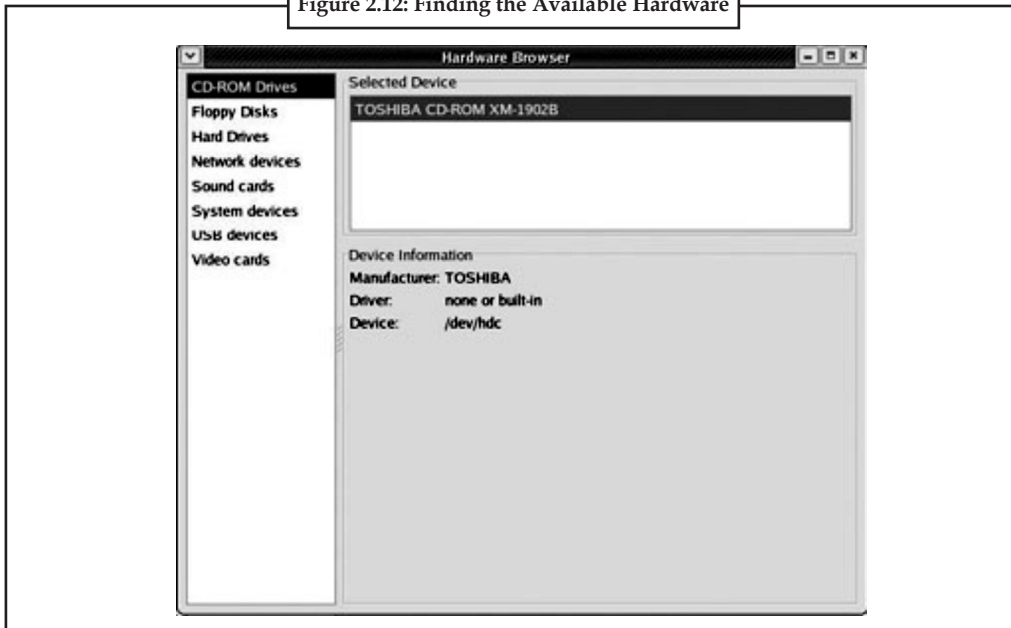 Figure 2.12: Finding the Available Hardware
Hardware Browser
CD-ROM Drives
Floppy Disks
Hard Drives
Network devices
Sound cards
System devices
USB devices
Video cards
Selected Device
TOSHIBA CD-ROM XM-1902B
Device Information
Manufacturer: TOSHIBA
Driver: none or built-in
Device: /dev/hdc